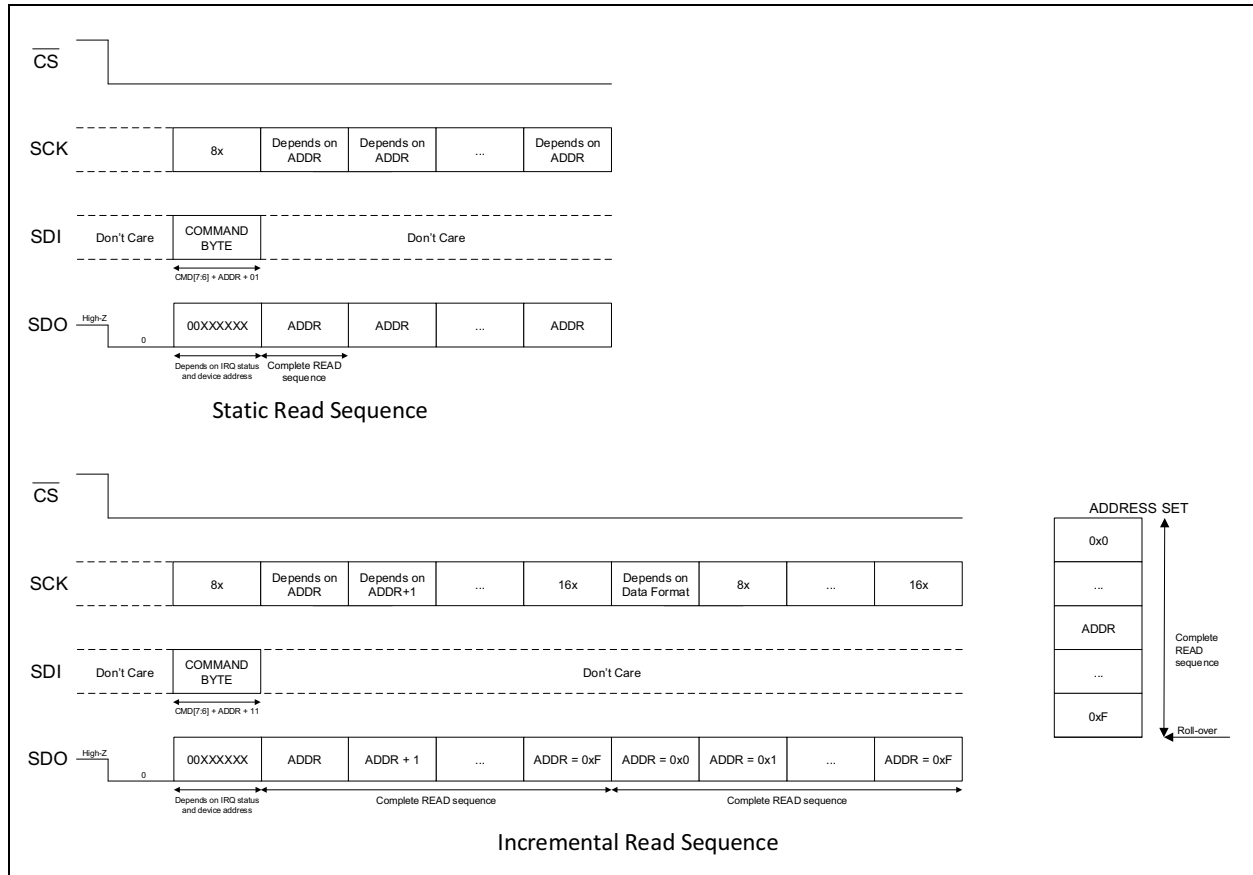 CS
SCK
8x
Depends on
ADDR
Depends on
ADDR
...
Depends on
ADDR
SDI
Don't Care
COMMAND
BYTE
Don't Care
CMD[7:6] + ADDR + 01
SDO
High-Z
0
00XXXXXX
ADDR
ADDR
...
ADDR
Depends on IRQ status
and device address
Complete READ
sequence
Static Read Sequence
CS
SCK
8x
Depends on
ADDR
Depends on
ADDR+1
...
16x
Depends on
Data Format
8x
...
16x
SDI
Don't Care
COMMAND
BYTE
Don't Care
CMD[7:6] + ADDR + 11
SDO
High-Z
0
00XXXXXX
ADDR
ADDR + 1
...
ADDR = 0xF
ADDR = 0x0
ADDR = 0x1
...
ADDR = 0xF
Depends on IRQ status
and device address
Complete READ sequence
Complete READ sequence
Incremental Read Sequence
ADDRESS SET
0x0
...
ADDR
...
0xF
Complete
READ
sequence
Roll-over